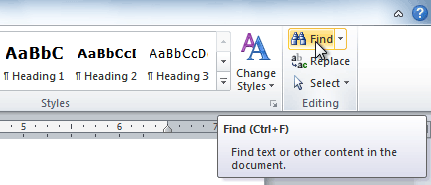 AaBbC AaBbCcI AaBbCcD
¶ Heading 1 ¶ Heading 2 ¶ Heading 3
Change
Styles
Find
Replace
Select
Styles
Editing
5 6 7
Find (Ctrl+F)
Find text or other content in the
document.